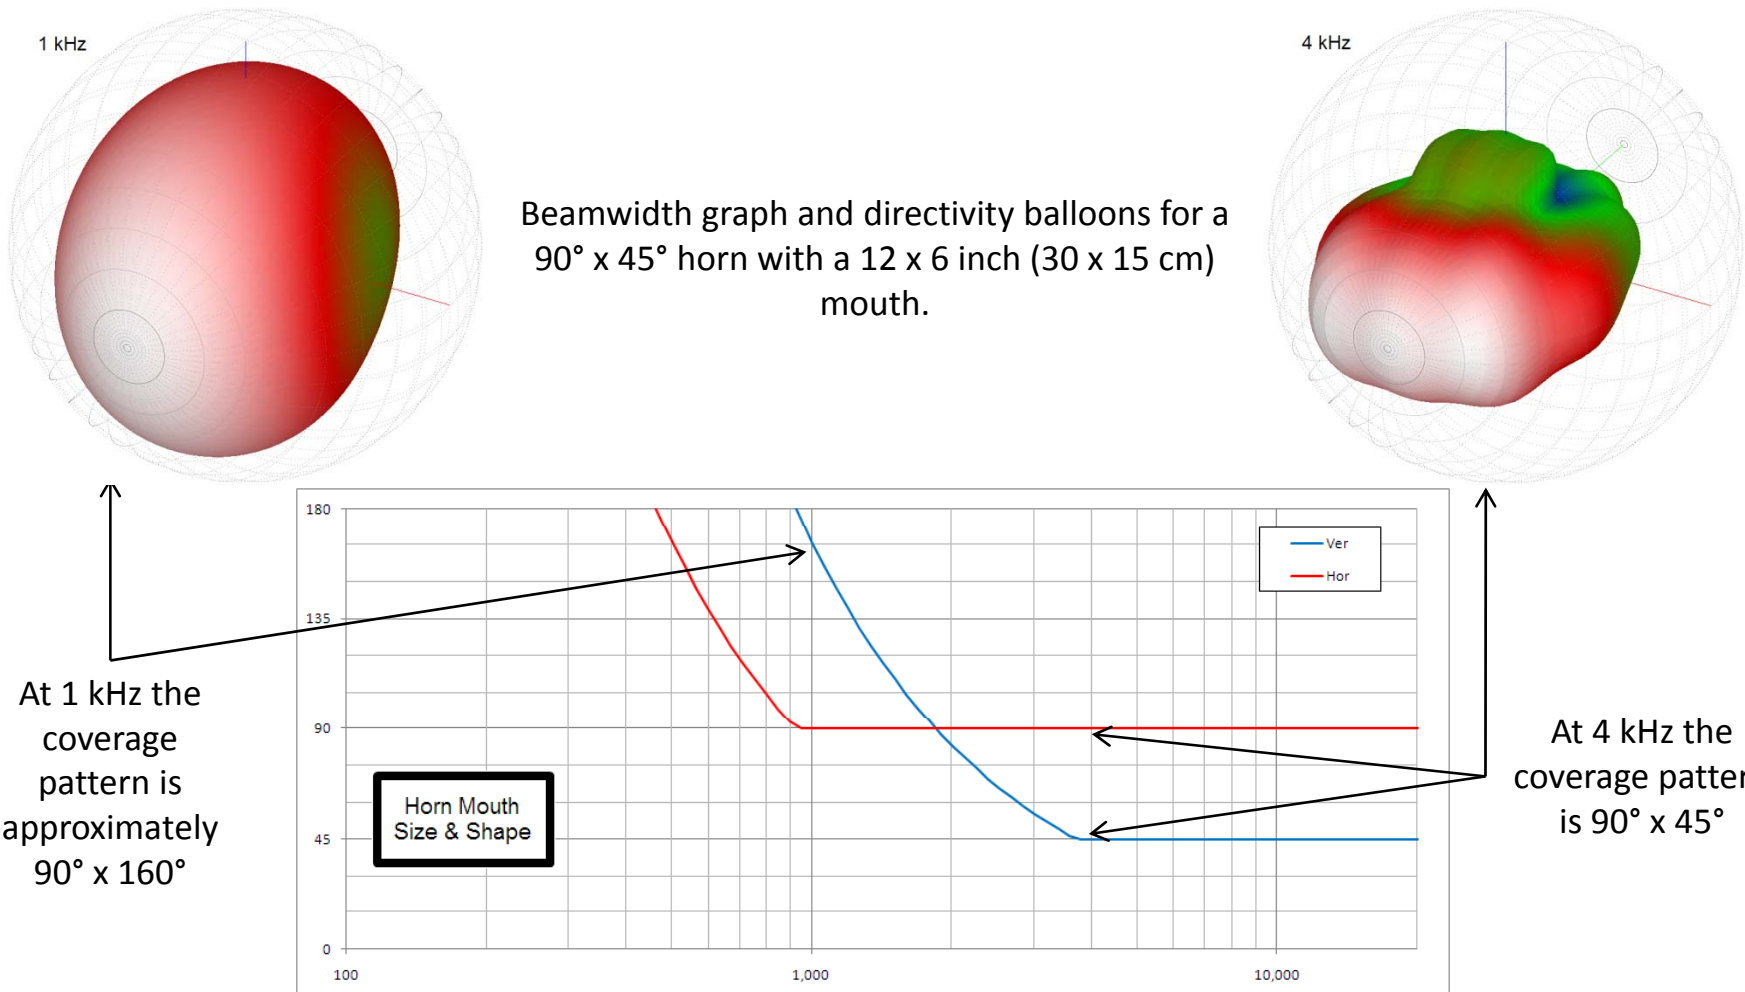 1 kHz
4 kHz
Beamwidth graph and directivity balloons for a
90° x 45° horn with a 12 x 6 inch (30 x 15 cm)
mouth.
180
135
90
45
0
100
1,000
10,000
Ver
Hor
Horn Mouth
Size & Shape
At 1 kHz the
coverage
pattern is
approximately
90° x 160°
At 4 kHz the
coverage patter
is 90° x 45°